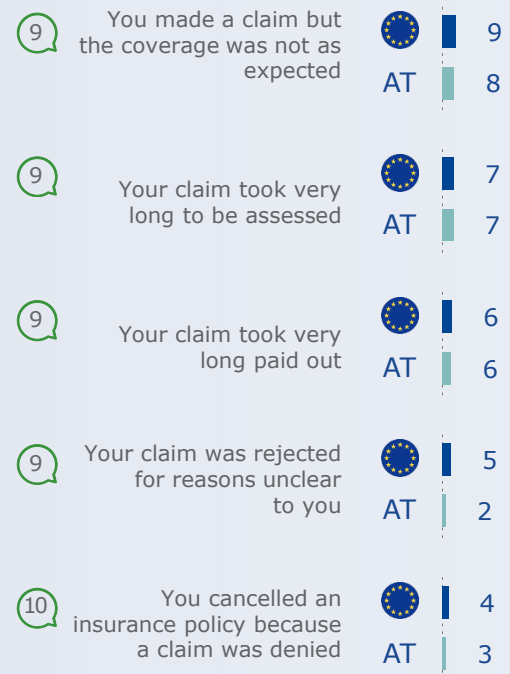 9
You made a claim but
the coverage was not as
expected
9
AT
8
9
Your claim took very
long to be assessed
7
AT
7
9
Your claim took very
long paid out
6
AT
6
9
Your claim was rejected
for reasons unclear
to you
5
AT
2
10
You cancelled an
insurance policy because
a claim was denied
4
AT
3